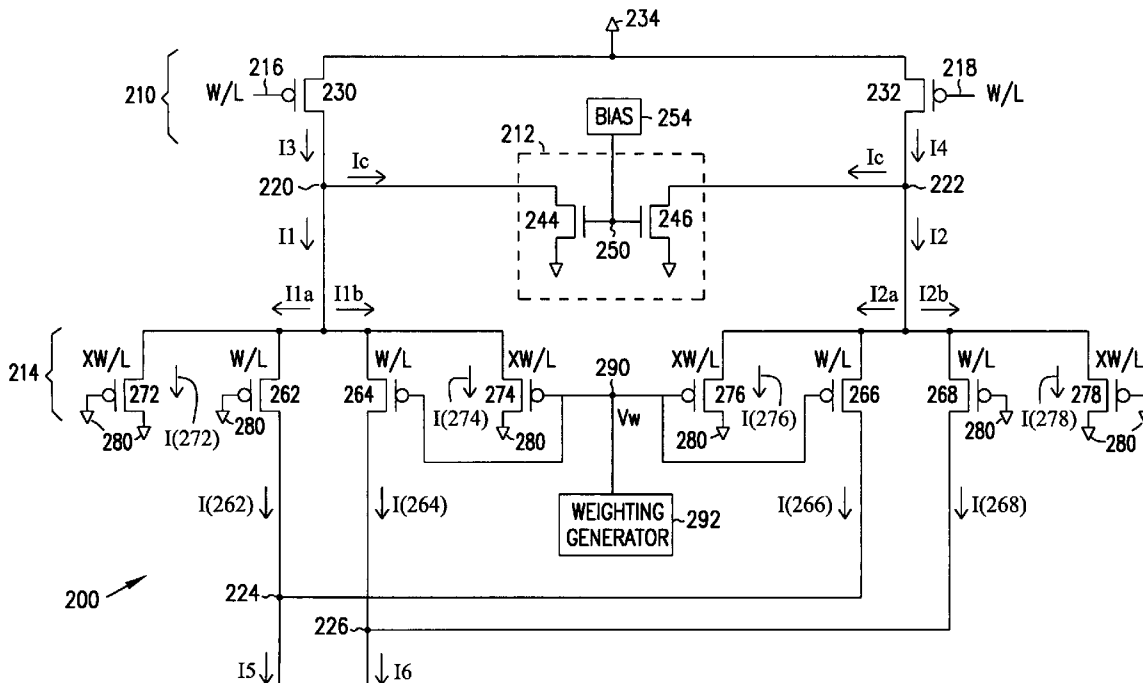 234
210
W/L 216 230
232 218 W/L
BIAS 254
I3 I4
212
Ic Ic
220 222
244 250 246
I1 I2
I1a I1b I2a I2b
214
XW/L W/L W/L XW/L 290 XW/L W/L W/L XW/L
272 262 264 274 Vw 276 266 268 278
280 280 280 280 280 280
I(272) I(274) I(276) I(278)
I(262) I(264) WEIGHTING GENERATOR 292 I(266) I(268)
200
224
226
I5 I6